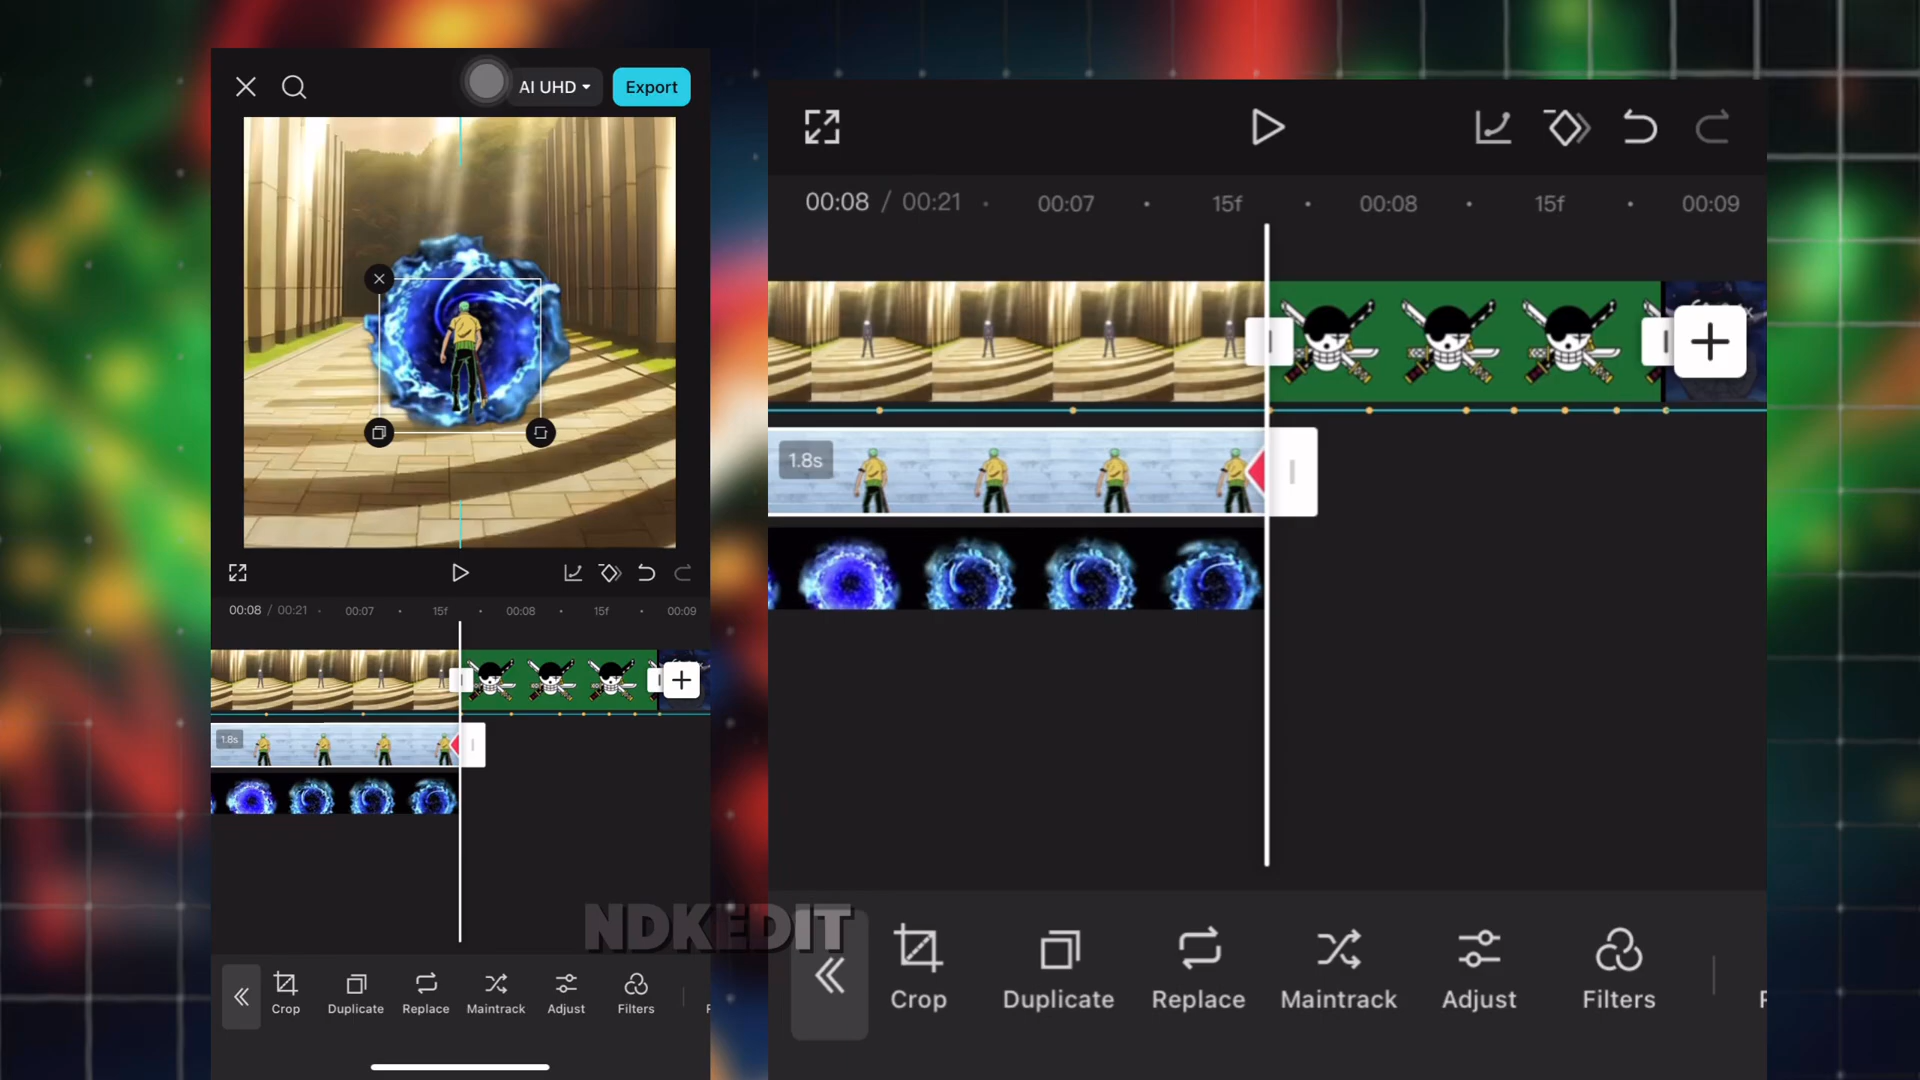 AI UHD
Export
00:08 / 00:21
00:07
15f
00:08
15f
00:09
1.8s
Crop
Duplicate
Replace
Maintrack
Adjust
Filters
00:08 / 00:21
00:07
15f
00:08
15f
00:09
1.8s
NDKEDIT
Crop
Duplicate
Replace
Maintrack
Adjust
Filters